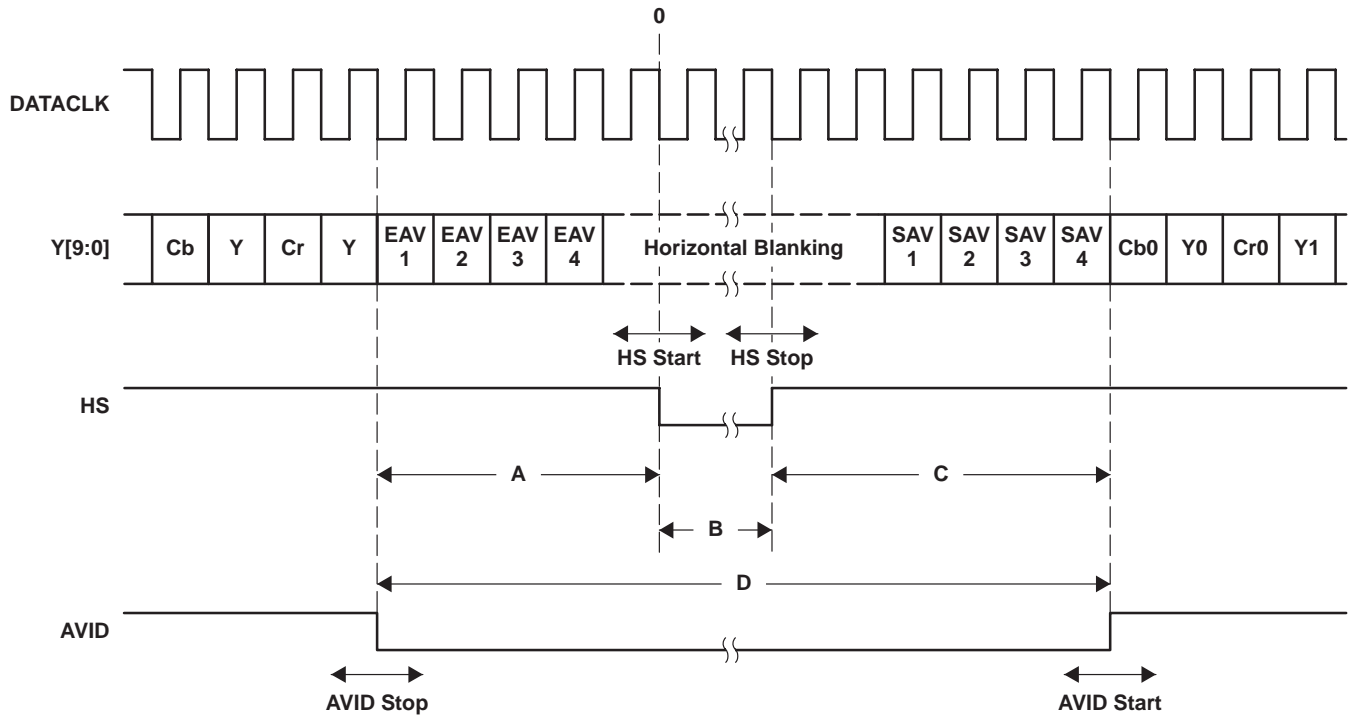 0
DATACLK
Y[9:0]
Cb
Y
Cr
Y
EAV
1
EAV
2
EAV
3
EAV
4
Horizontal Blanking
SAV
1
SAV
2
SAV
3
SAV
4
Cb0
Y0
Cr0
Y1
HS Start
HS Stop
HS
A
C
B
D
AVID
AVID Stop
AVID Start